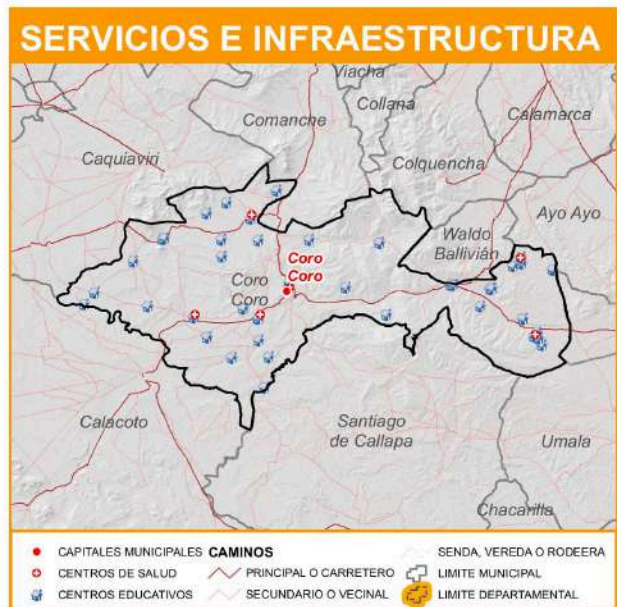 SERVICIOS E INFRAESTRUCTURA
Viacha
Collana
Comanche
Calamarca
Caquiaviri
Colquencha
Waldo
Ballivián
Ayo Ayo
Coro
Coro
Coro
Coro
Calacoto
Santiago
de Callapa
Umala
Chacarilla
CAPITALES MUNICIPALES
CENTROS DE SALUD
CENTROS EDUCATIVOS
CAMINOS
PRINCIPAL O CARRETERO
SECUNDARIO O VECINAL
SENDA, VEREDA O RODEERA
LIMITE MUNICIPAL
LIMITE DEPARTAMENTAL